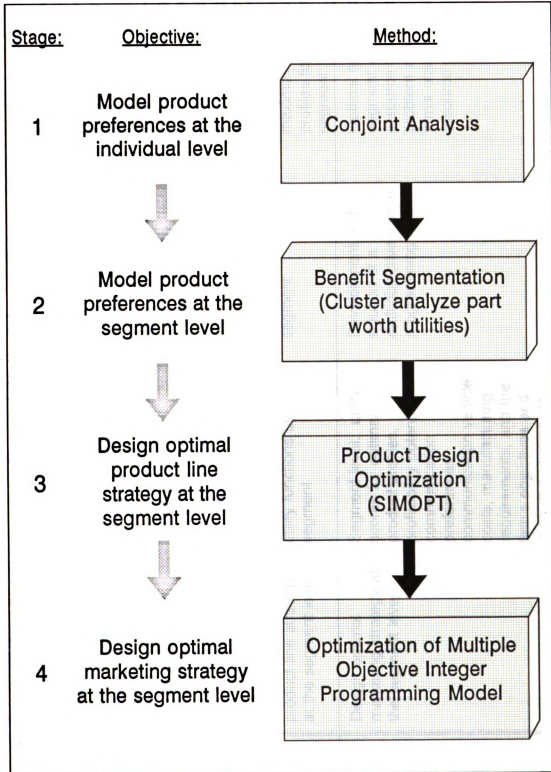 Stage: Objective: Method:
1
Model product
preferences at the
individual level
Conjoint Analysis
2
Model product
preferences at the
segment level
Benefit Segmentation
(Cluster analyze part
worth utilities)
3
Design optimal
product line
strategy at the
segment level
Product Design
Optimization
(SIMOPT)
4
Design optimal
marketing strategy
at the segment level
Optimization of Multiple
Objective Integer
Programming Model